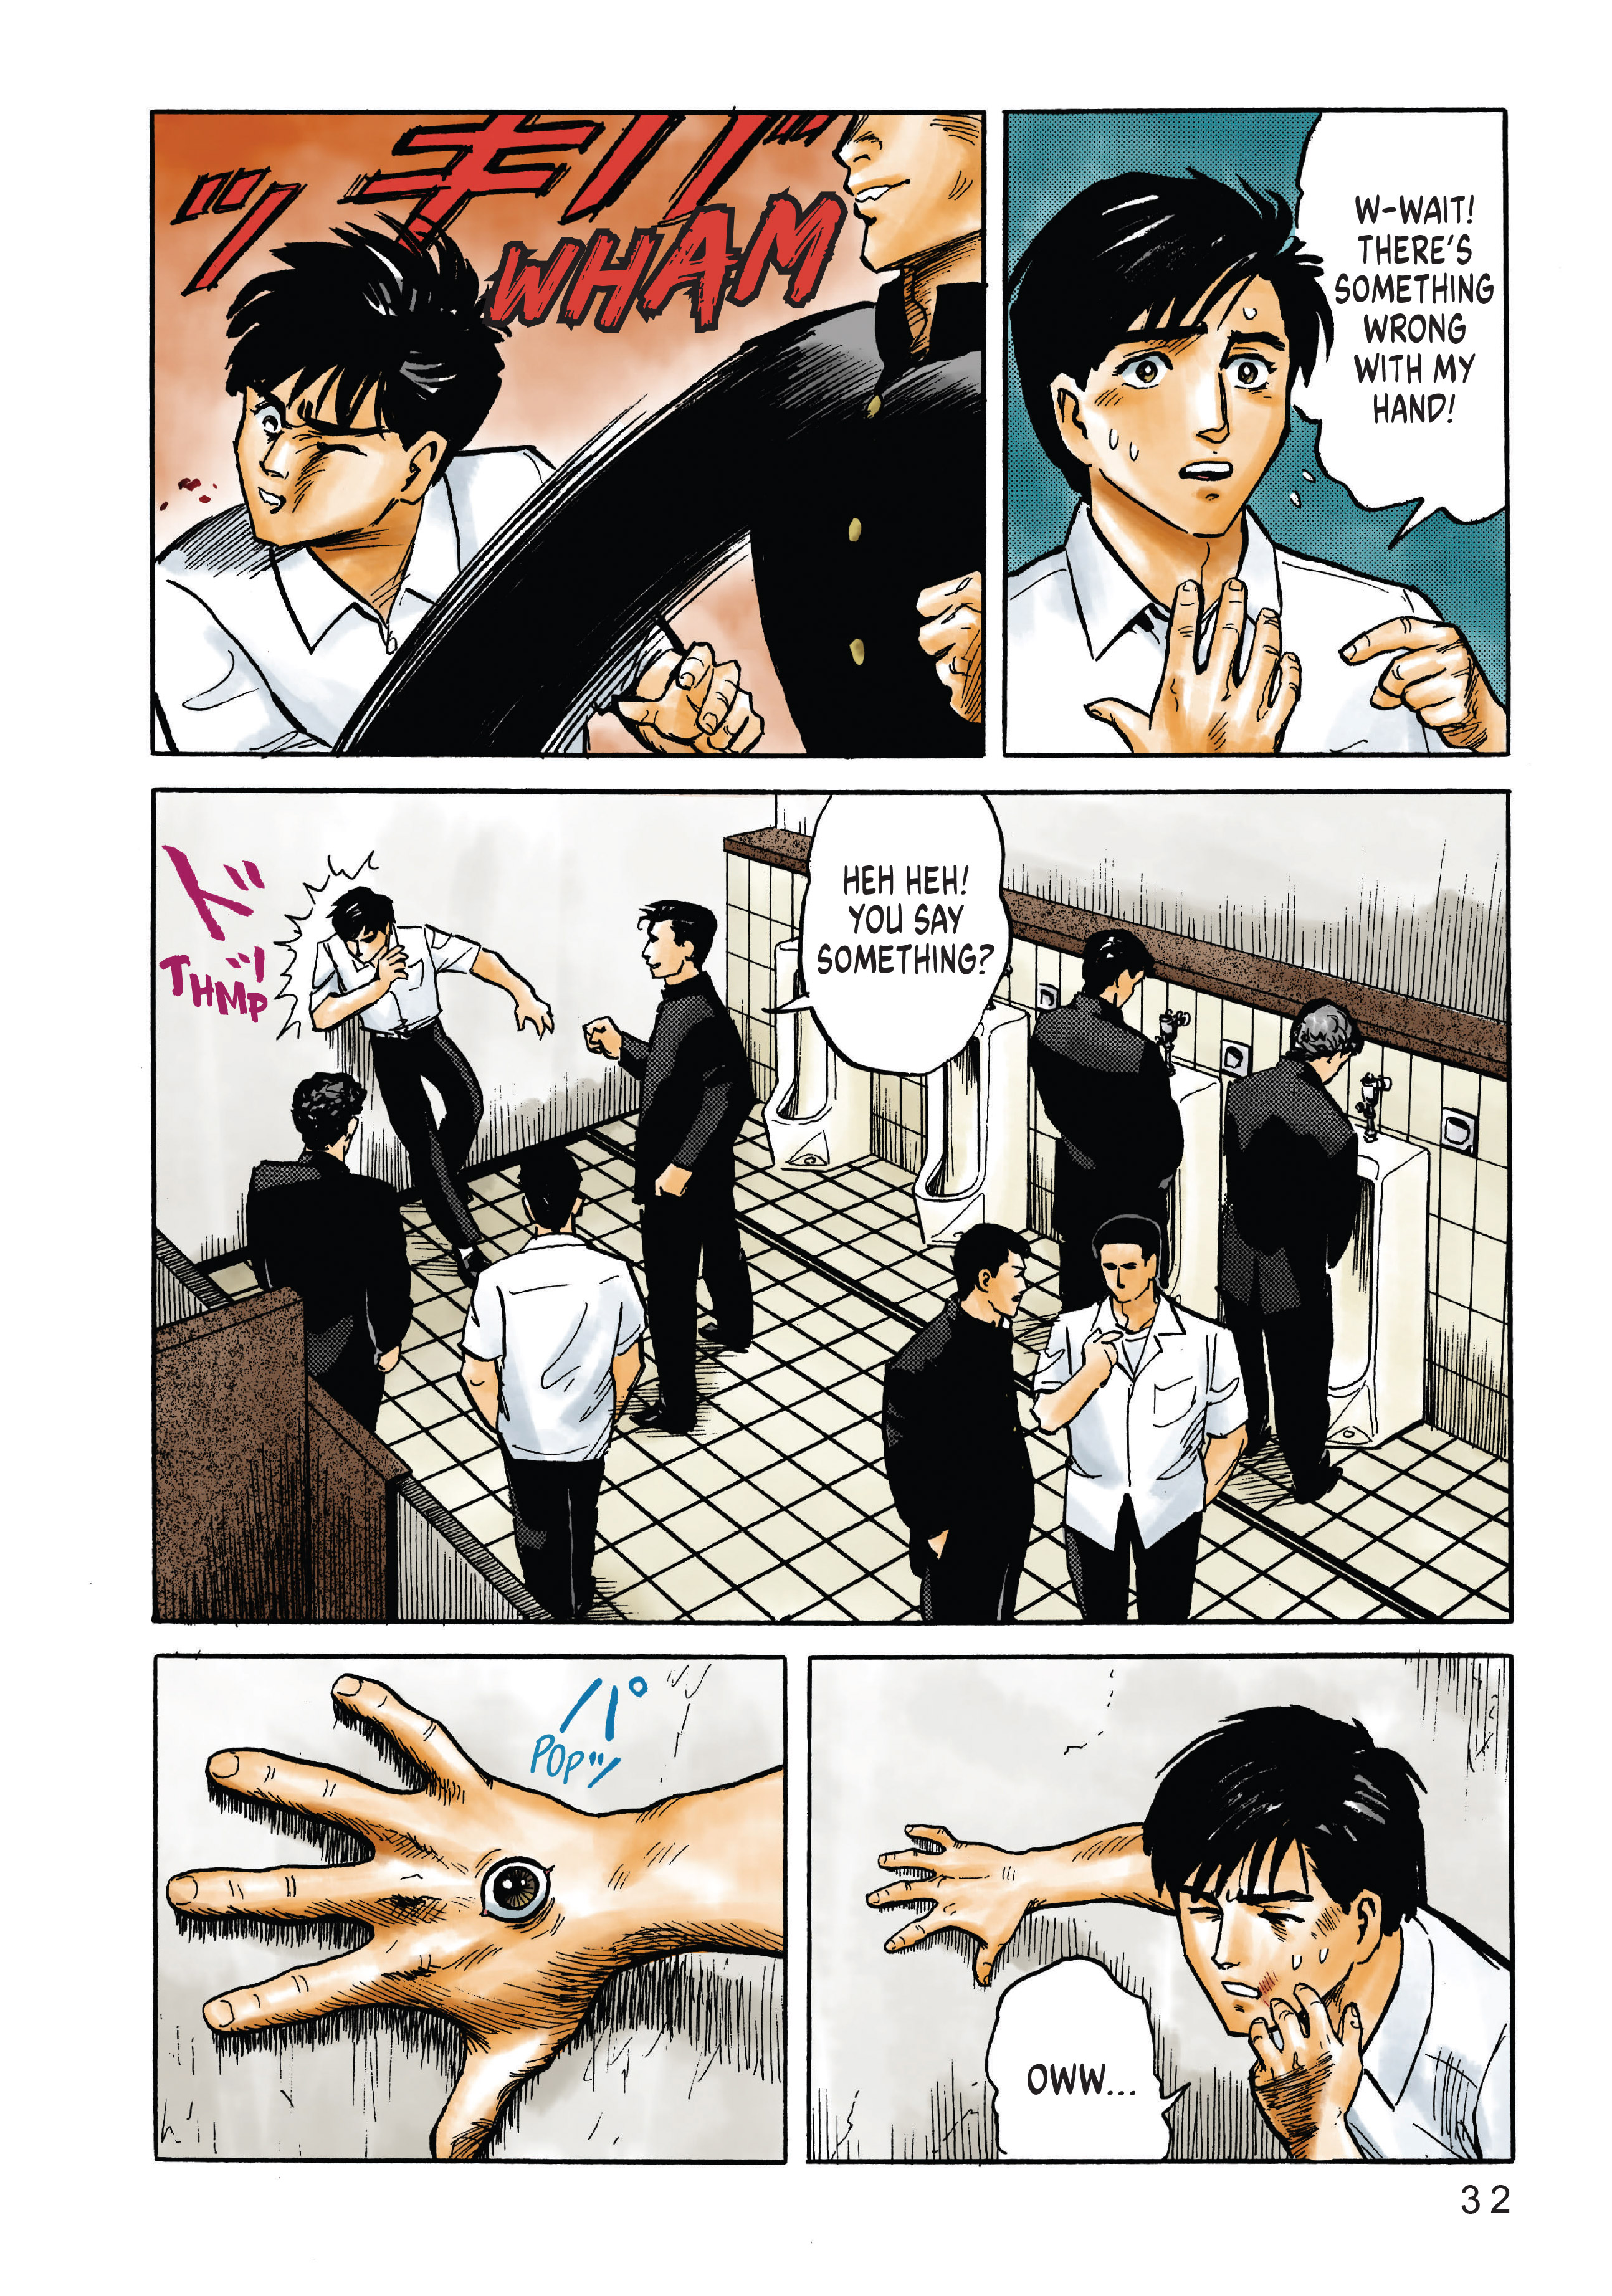 W-WAIT!
THERE'S
SOMETHING
WRONG
WITH MY
HAND!
バキッ
WHAM
HEH HEH!
YOU SAY
SOMETHING?
ドッ
THMP
OWW...
パッ
POP
32